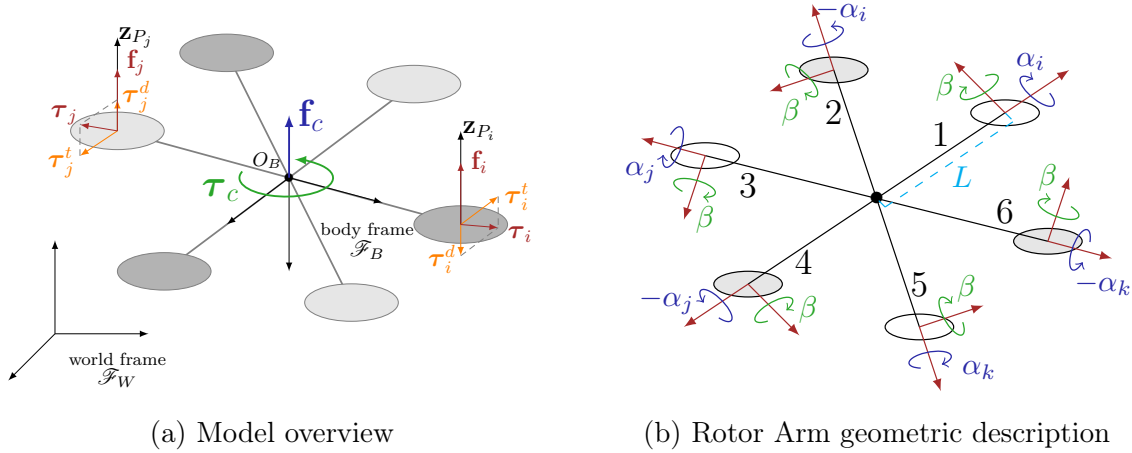 z_{P_j}
f_j
τ_j^d
τ_j
τ_j^t
f_c
O_B
τ_c
z_{P_i}
f_i
τ_i^t
τ_i
τ_i^d
body frame
ℱ_B
world frame
ℱ_W
(a) Model overview
−α_i
β
2
α_i
β
1
L
α_j
β
3
β
6
−α_k
4
−α_j
β
5
β
α_k
(b) Rotor Arm geometric description